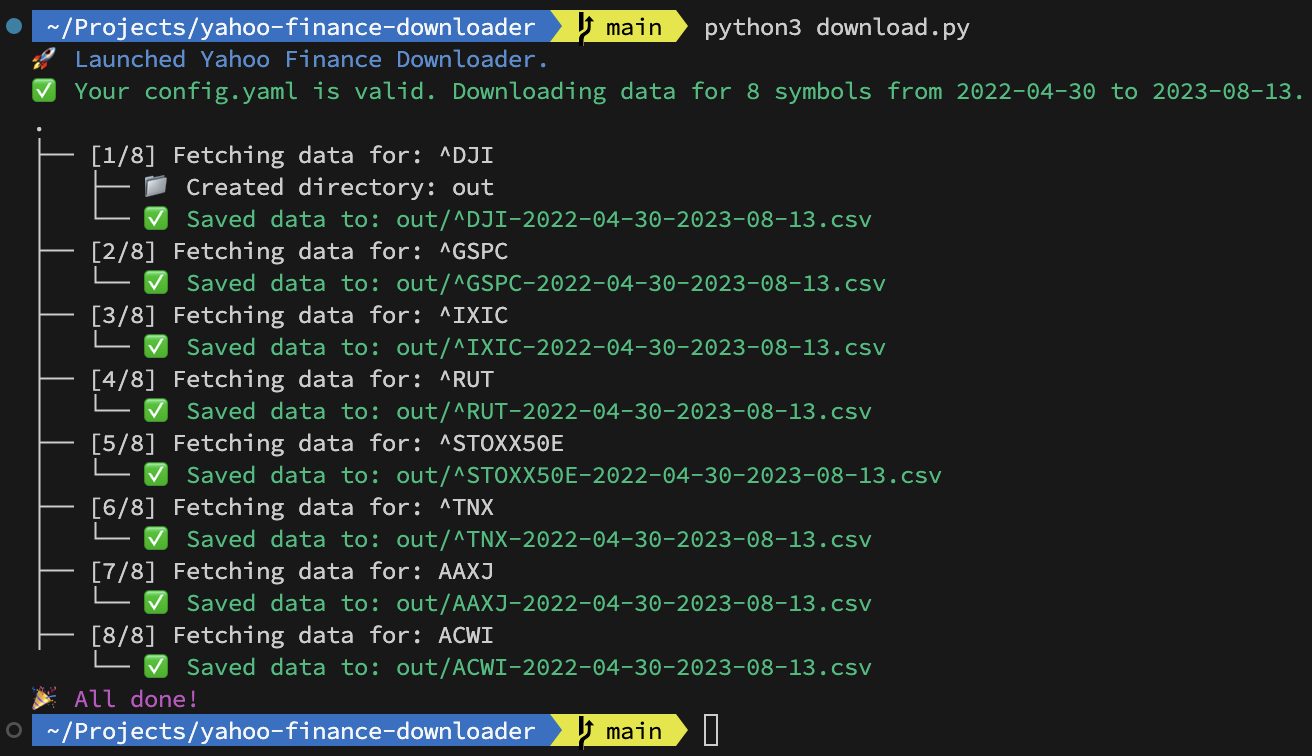 ~/Projects/yahoo-finance-downloader main python3 download.py
🚀 Launched Yahoo Finance Downloader.
✅ Your config.yaml is valid. Downloading data for 8 symbols from 2022-04-30 to 2023-08-13.
.
├── [1/8] Fetching data for: ^DJI
│   ├── 📁 Created directory: out
│   └── ✅ Saved data to: out/^DJI-2022-04-30-2023-08-13.csv
├── [2/8] Fetching data for: ^GSPC
│   └── ✅ Saved data to: out/^GSPC-2022-04-30-2023-08-13.csv
├── [3/8] Fetching data for: ^IXIC
│   └── ✅ Saved data to: out/^IXIC-2022-04-30-2023-08-13.csv
├── [4/8] Fetching data for: ^RUT
│   └── ✅ Saved data to: out/^RUT-2022-04-30-2023-08-13.csv
├── [5/8] Fetching data for: ^STOXX50E
│   └── ✅ Saved data to: out/^STOXX50E-2022-04-30-2023-08-13.csv
├── [6/8] Fetching data for: ^TNX
│   └── ✅ Saved data to: out/^TNX-2022-04-30-2023-08-13.csv
├── [7/8] Fetching data for: AAXJ
│   └── ✅ Saved data to: out/AAXJ-2022-04-30-2023-08-13.csv
├── [8/8] Fetching data for: ACWI
    └── ✅ Saved data to: out/ACWI-2022-04-30-2023-08-13.csv
🎉 All done!
~/Projects/yahoo-finance-downloader main